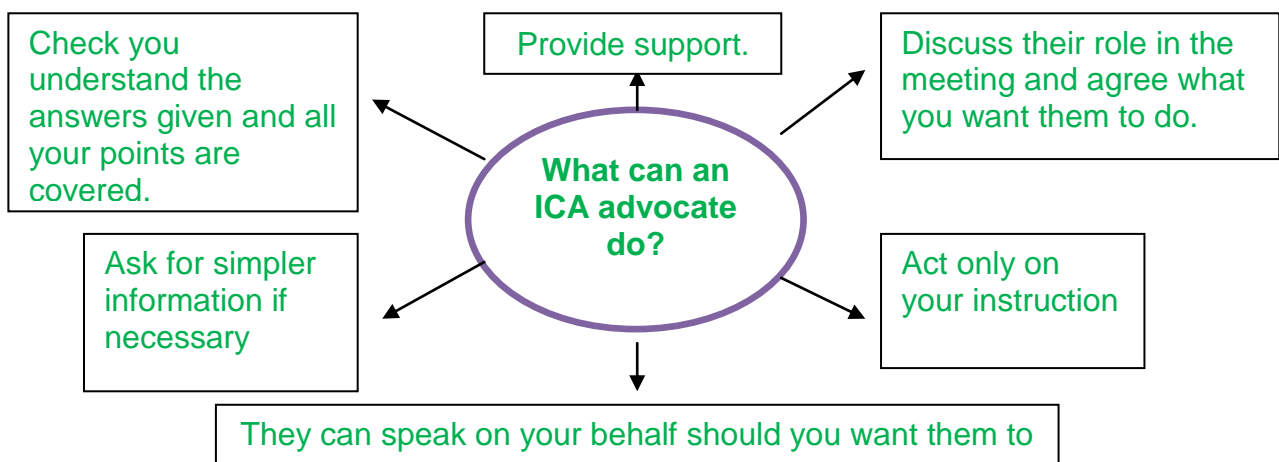 Check you
understand the
answers given and all
your points are
covered.
Provide support.
Discuss their role in the
meeting and agree what
you want them to do.
What can an
ICA advocate
do?
Ask for simpler
information if
necessary
Act only on
your instruction
They can speak on your behalf should you want them to